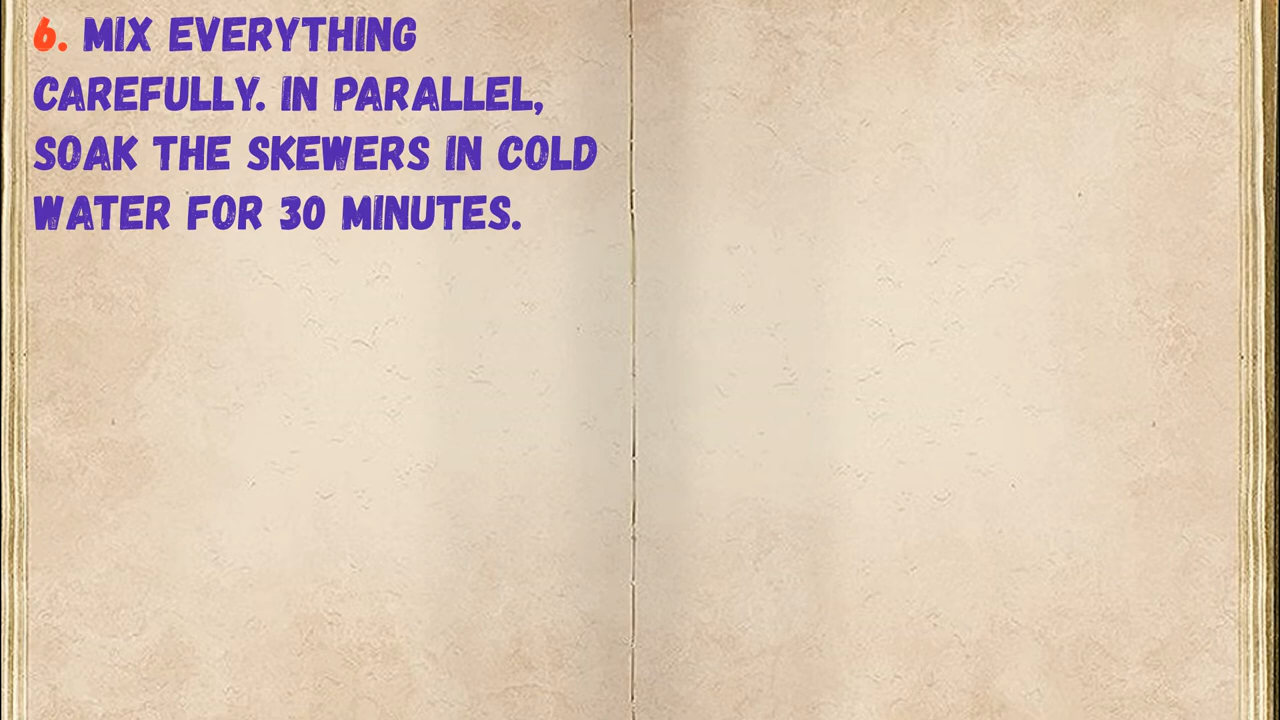 6. MIX EVERYTHING
CAREFULLY. IN PARALLEL,
SOAK THE SKEWERS IN COLD
WATER FOR 30 MINUTES.